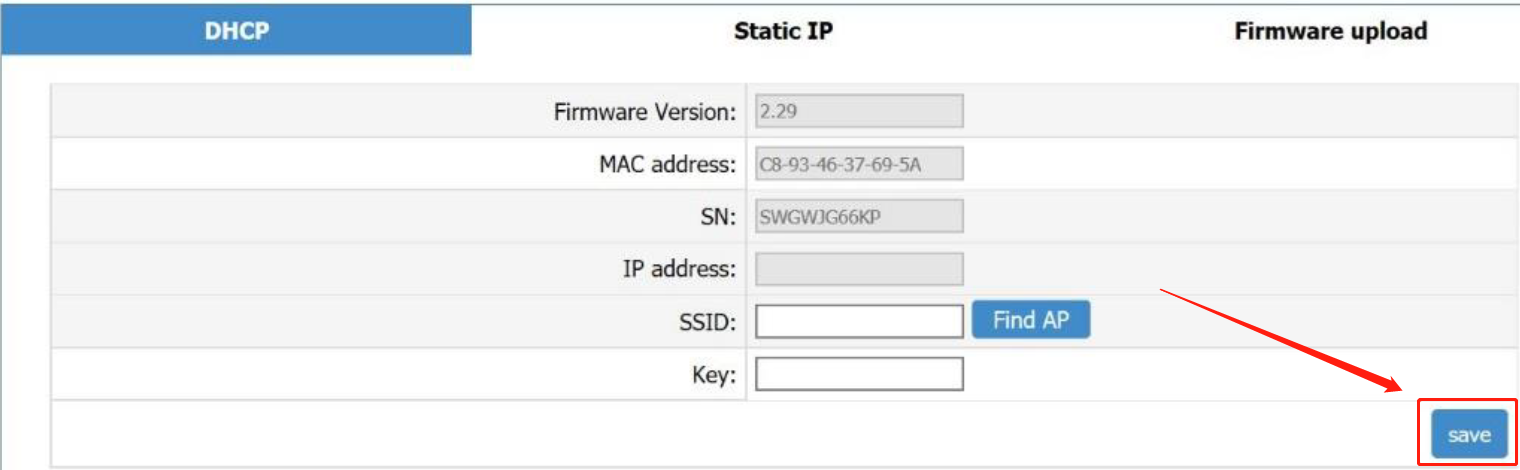 DHCP Static IP Firmware upload
Firmware Version: 2.29
MAC address: C8-93-46-37-69-5A
SN: SWGWJG66KP
IP address:
SSID: Find AP
Key:
save